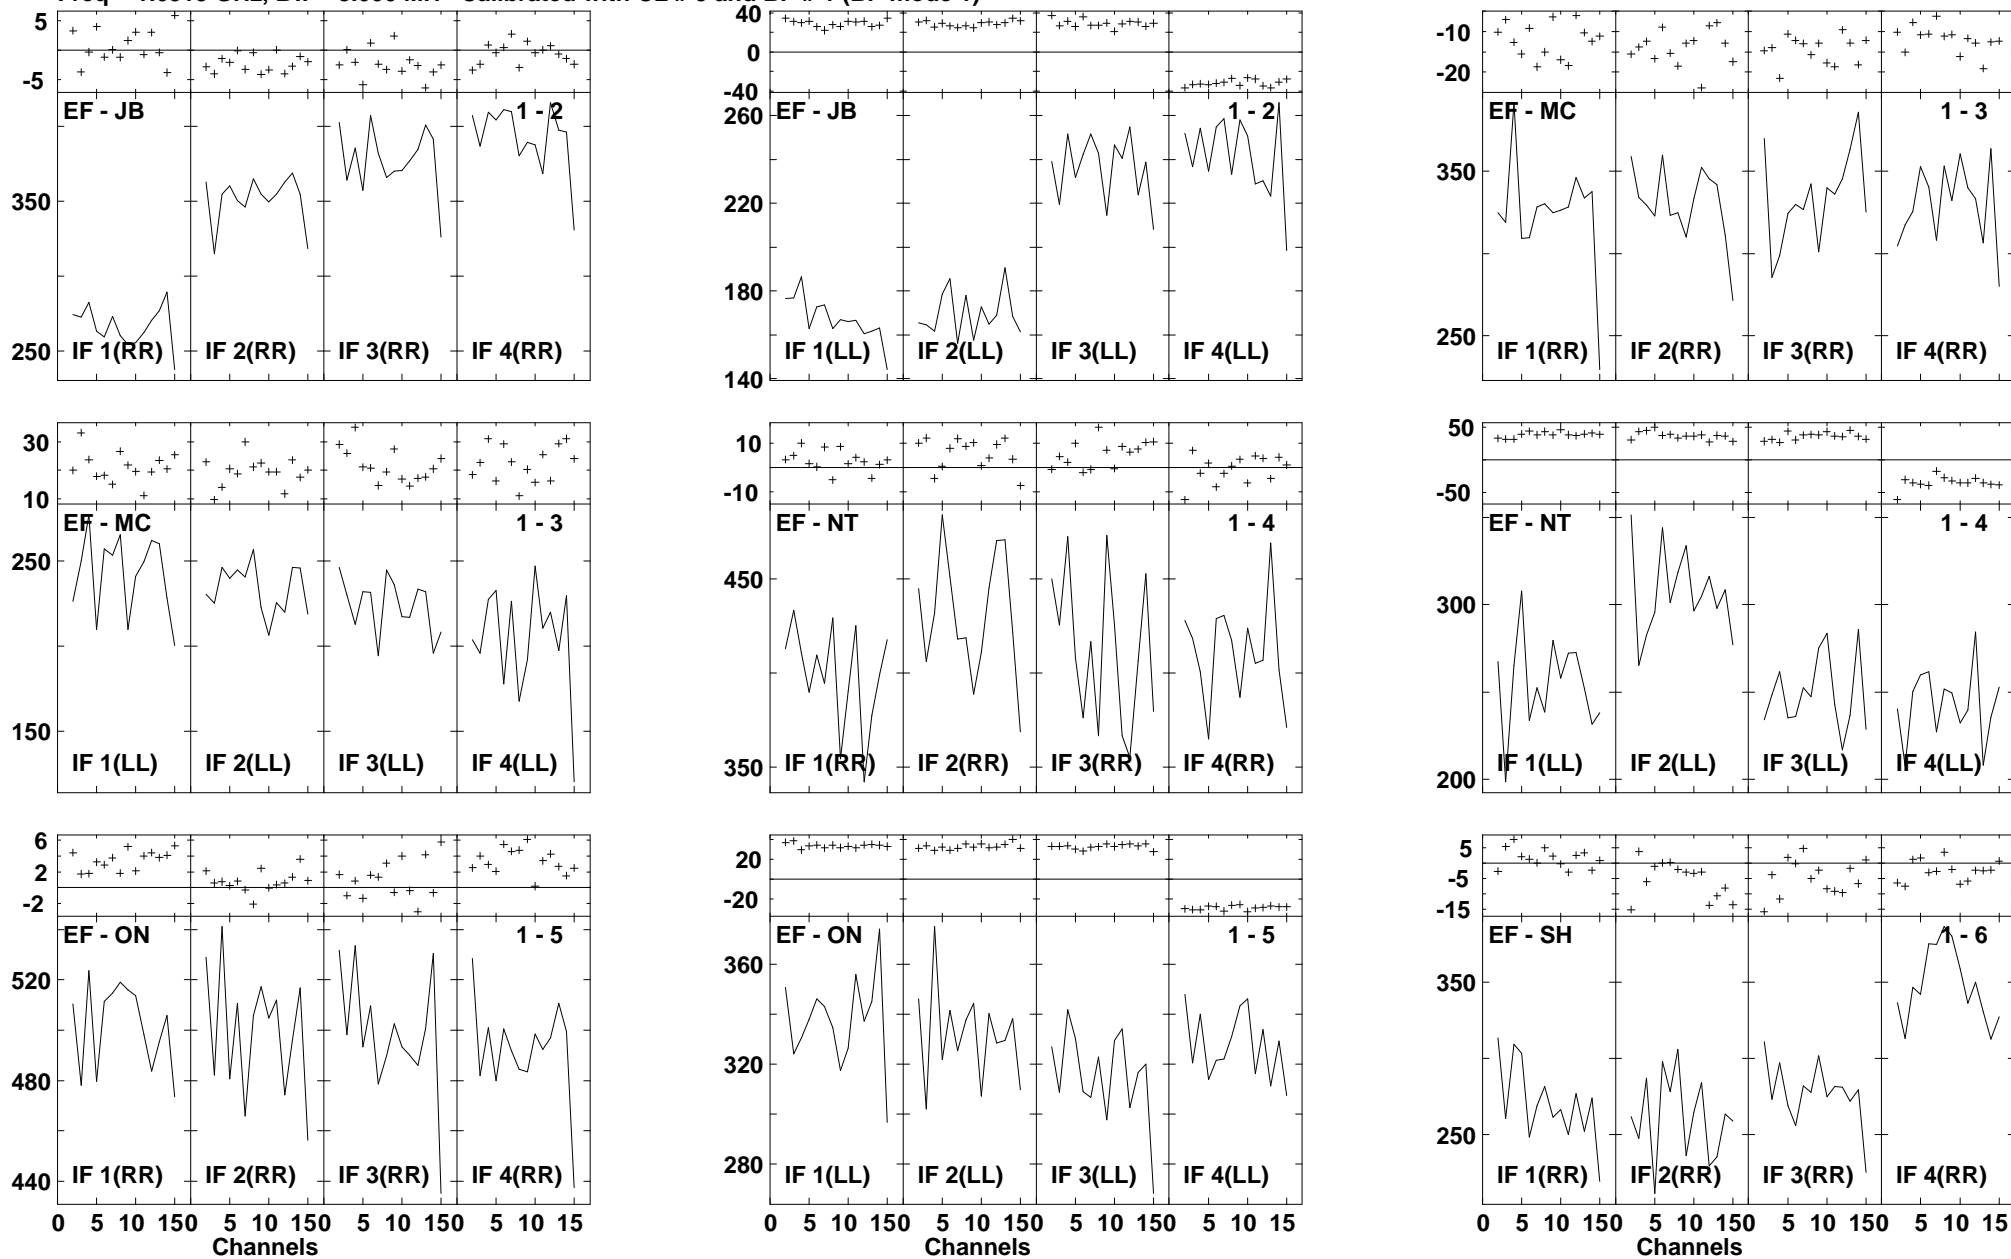 5
-5
EF - JB
1 - 2
350
250
IF 1(RR)
IF 2(RR)
IF 3(RR)
IF 4(RR)
40
0
-40
EF - JB
1 - 2
260
220
180
140
IF 1(LL)
IF 2(LL)
IF 3(LL)
IF 4(LL)
-10
-20
EF - MC
1 - 3
350
250
IF 1(RR)
IF 2(RR)
IF 3(RR)
IF 4(RR)
30
10
EF - MC
1 - 3
250
150
IF 1(LL)
IF 2(LL)
IF 3(LL)
IF 4(LL)
10
-10
EF - NT
1 - 4
450
350
IF 1(RR)
IF 2(RR)
IF 3(RR)
IF 4(RR)
50
-50
EF - NT
1 - 4
300
200
IF 1(LL)
IF 2(LL)
IF 3(LL)
IF 4(LL)
6
2
-2
EF - ON
1 - 5
520
480
440
IF 1(RR)
IF 2(RR)
IF 3(RR)
IF 4(RR)
0 5 10 150 5 10 150 5 10 150 5 10 15
Channels
20
-20
EF - ON
1 - 5
360
320
280
IF 1(LL)
IF 2(LL)
IF 3(LL)
IF 4(LL)
0 5 10 150 5 10 150 5 10 150 5 10 15
Channels
5
-5
-15
EF - SH
1 - 6
350
250
IF 1(RR)
IF 2(RR)
IF 3(RR)
IF 4(RR)
0 5 10 150 5 10 150 5 10 150 5 10 15
Channels